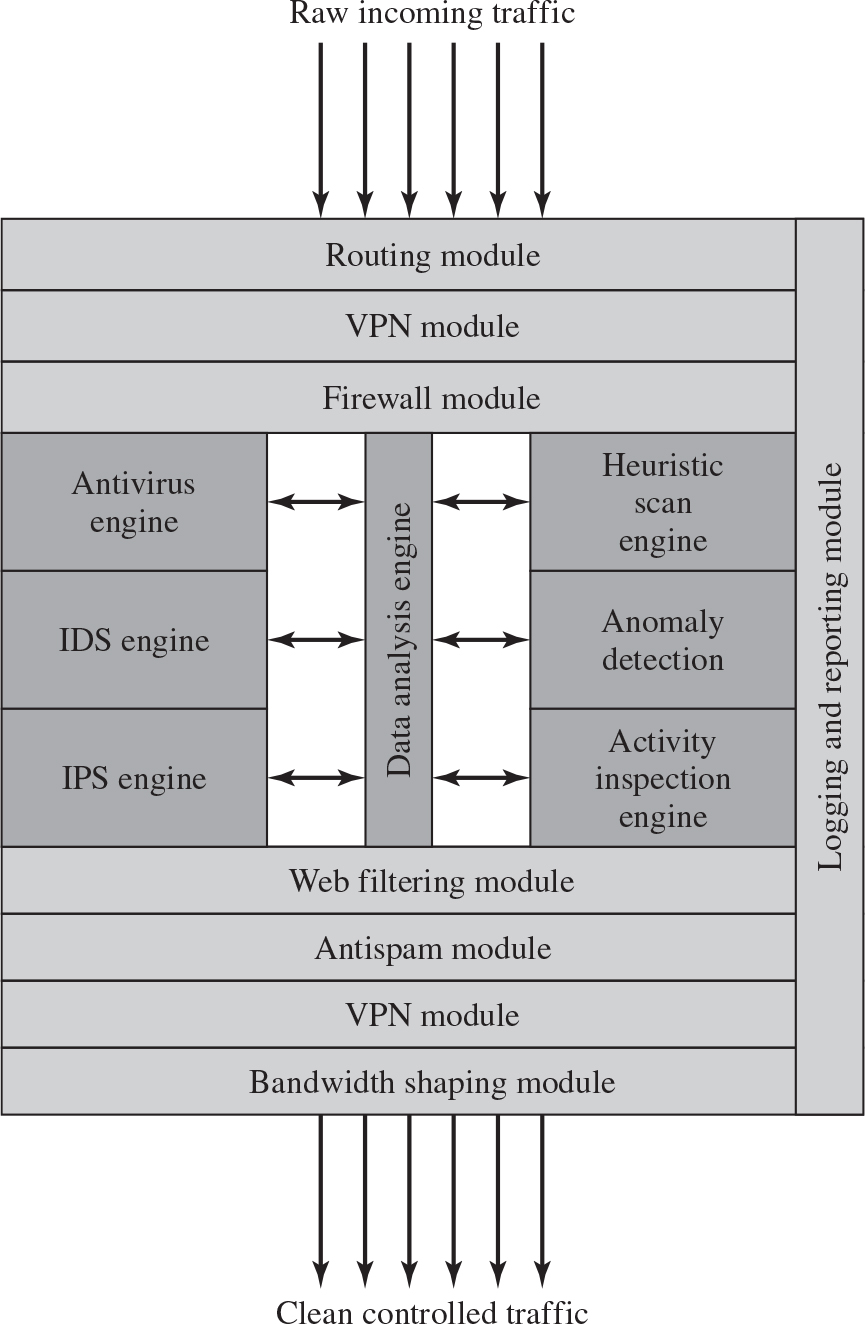 Raw incoming traffic
Routing module
VPN module
Firewall module
Antivirus
engine
IDS engine
IPS engine
Data analysis engine
Heuristic
scan
engine
Anomaly
detection
Activity
inspection
engine
Logging and reporting module
Web filtering module
Antispam module
VPN module
Bandwidth shaping module
Clean controlled traffic